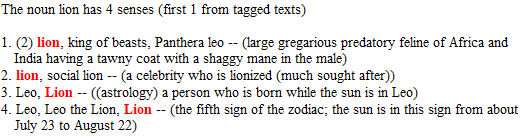 The noun lion has 4 senses (first 1 from tagged texts)
1. (2) lion, king of beasts, Panthera leo -- (large gregarious predatory feline of Africa and
India having a tawny coat with a shaggy mane in the male)
2. lion, social lion -- (a celebrity who is lionized (much sought after))
3. Leo, Lion -- ((astrology) a person who is born while the sun is in Leo)
4. Leo, Leo the Lion, Lion -- (the fifth sign of the zodiac; the sun is in this sign from about
July 23 to August 22)